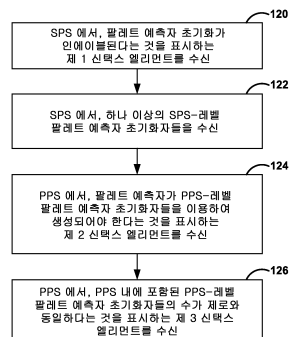 120
SPS 에서, 팔레트 예측자 초기화가
인에이블된다는 것을 표시하는
제 1 신택스 엘리먼트를 수신
122
SPS 에서, 하나 이상의 SPS-레벨
팔레트 예측자 초기화자들을 수신
124
PPS 에서, 팔레트 예측자가 PPS-레벨
팔레트 예측자 초기화자들을 이용하여
생성되어야 한다는 것을 표시하는
제 2 신택스 엘리먼트를 수신
126
PPS 에서, PPS 내에 포함된 PPS-레벨
팔레트 예측자 초기화자들의 수가 제로와
동일하다는 것을 표시하는 제 3 신택스
엘리먼트를 수신